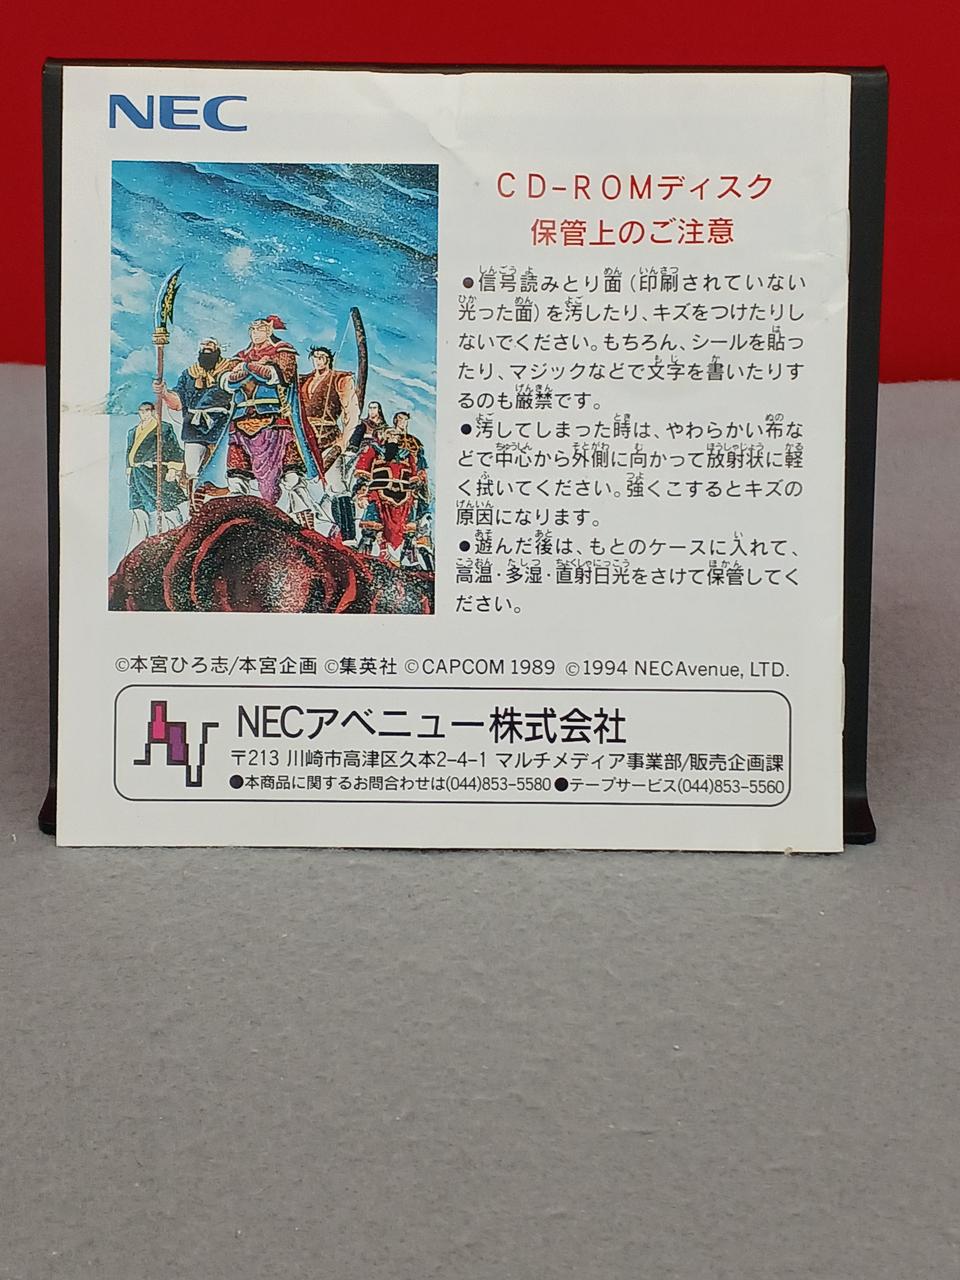 NEC
CD-ROMディスク
保管上のご注意
●信号読みとり面(印刷されていない
光った面)を汚したり、キズをつけたりし
ないでください。もちろん、シールを貼っ
たり、マジックなどで文字を書いたりす
るのも厳禁です。
●汚してしまった時は、やわらかい布な
どで中心から外側に向かって放射状に軽
く拭いてください。強くこするとキズの
原因になります。
●遊んだ後は、もとのケースに入れて、
高温・多湿・直射日光をさけて保管してく
ださい。
©本宮ひろ志/本宮企画 ©集英社 ©CAPCOM 1989 ©1994 NECAvenue, LTD.
NECアベニュー株式会社
〒213 川崎市高津区久本2-4-1 マルチメディア事業部/販売企画課
●本商品に関するお問合わせは(044)853-5580 ●テープサービス(044)853-5560